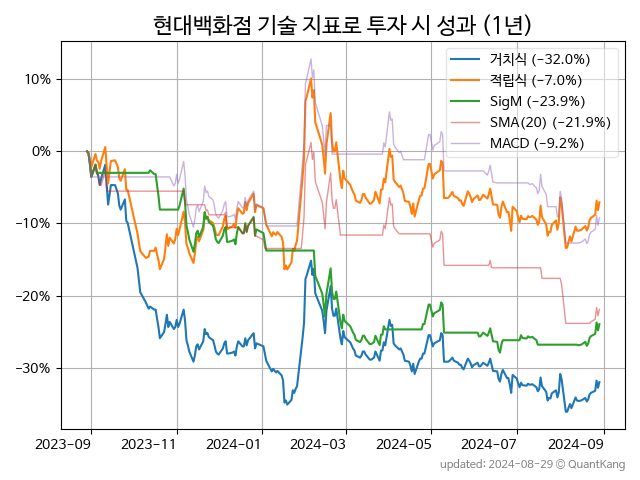 현대백화점 기술 지표로 투자 시 성과 (1년)
거치식 (−32.0%)
적립식 (−7.0%)
SigM (−23.9%)
SMA(20) (−21.9%)
MACD (−9.2%)
10%
0%
−10%
−20%
−30%
2023-09 2023-11 2024-01 2024-03 2024-05 2024-07 2024-09
updated: 2024-08-29 © QuantKang